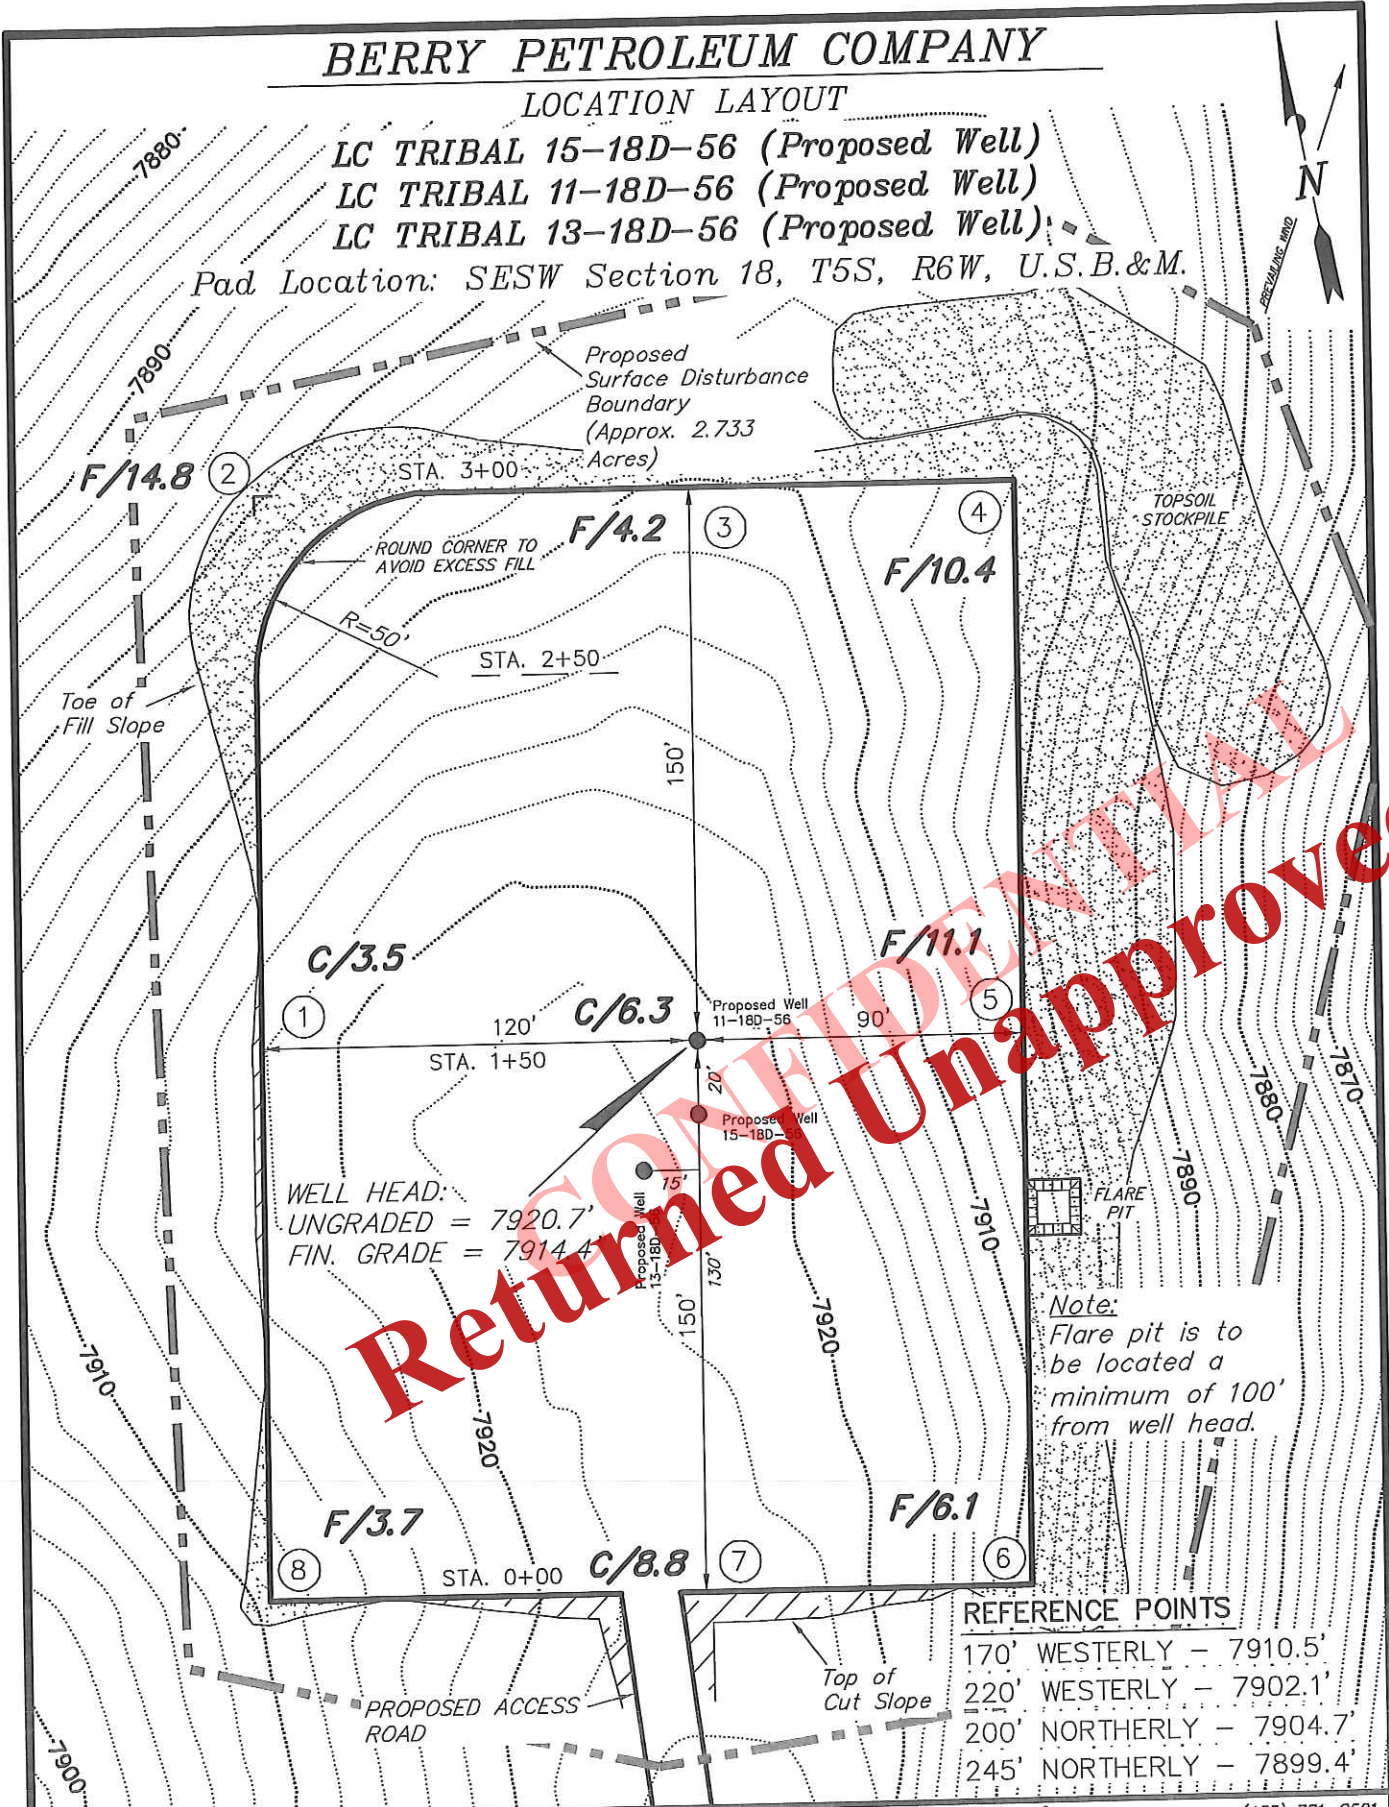 BERRY PETROLEUM COMPANY
LOCATION LAYOUT
LC TRIBAL 15-18D-56 (Proposed Well)
LC TRIBAL 11-18D-56 (Proposed Well)
LC TRIBAL 13-18D-56 (Proposed Well)
Pad Location: SESW Section 18, T5S, R6W, U.S.B.&M.
N
PREVAILING WIND
7880
7890
Proposed
Surface Disturbance
Boundary
(Approx. 2.733
Acres)
F/14.8
2
STA. 3+00
F/4.2
3
4
F/10.4
TOPSOIL
STOCKPILE
ROUND CORNER TO
AVOID EXCESS FILL
R=50'
STA. 2+50
Toe of
Fill Slope
150'
C/3.5
1
120'
STA. 1+50
C/6.3
Proposed Well
11-18D-56
90'
F/11.1
5
20'
Proposed Well
15-18D-56
15'
Proposed Well
13-18D-56
130'
150'
WELL HEAD:
UNGRADED = 7920.7'
FIN. GRADE = 7914.4'
7870
7880
7890
7910
7920
FLARE
PIT
Note:
Flare pit is to
be located a
minimum of 100'
from well head.
7910
7920
F/3.7
8
STA. 0+00
C/8.8
7
F/6.1
6
PROPOSED ACCESS
ROAD
Top of
Cut Slope
7900
REFERENCE POINTS
170' WESTERLY - 7910.5'
220' WESTERLY - 7902.1'
200' NORTHERLY - 7904.7'
245' NORTHERLY - 7899.4'
CONFIDENTIAL
Returned Unapprove